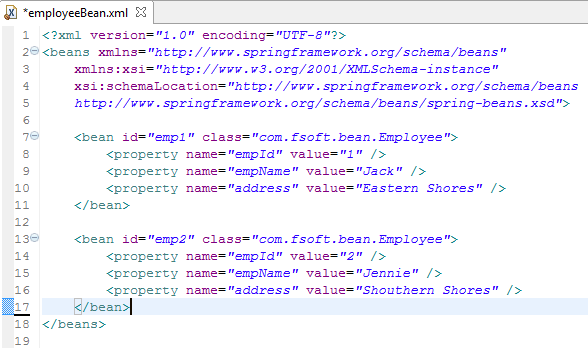 *employeeBean.xml
1 <?xml version="1.0" encoding="UTF-8"?>
2 <beans xmlns="http://www.springframework.org/schema/beans"
3     xmlns:xsi="http://www.w3.org/2001/XMLSchema-instance"
4     xsi:schemaLocation="http://www.springframework.org/schema/beans
5     http://www.springframework.org/schema/beans/spring-beans.xsd">
6
7     <bean id="emp1" class="com.fsoft.bean.Employee">
8         <property name="empId" value="1" />
9         <property name="empName" value="Jack" />
10         <property name="address" value="Eastern Shores" />
11     </bean>
12
13     <bean id="emp2" class="com.fsoft.bean.Employee">
14         <property name="empId" value="2" />
15         <property name="empName" value="Jennie" />
16         <property name="address" value="Shouthern Shores" />
17     </bean>
18 </beans>
19